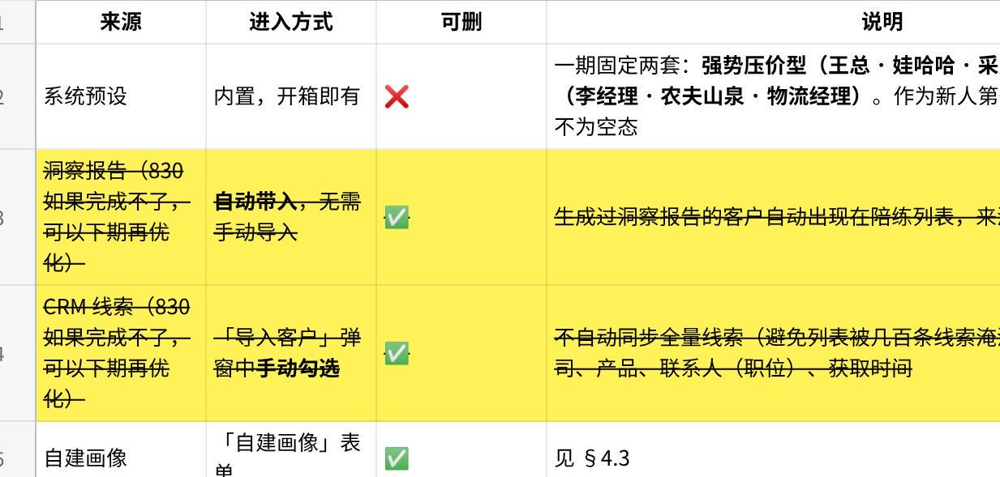 来源 进入方式 可删 说明
系统预设 内置，开箱即有 ❌ 一期固定两套：强势压价型（王总 · 娃哈哈 · 采
（李经理 · 农夫山泉 · 物流经理）。作为新人第
不为空态
洞察报告（830
如果完成不了，
可以下期再优
化）
自动带入，无需
手动导入
✅
生成过洞察报告的客户自动出现在陪练列表，来
CRM 线索（830
如果完成不了，
可以下期再优
化）
「导入客户」弹
窗中手动勾选
✅
不自动同步全量线索（避免列表被几百条线索淹
司、产品、联系人（职位）、获取时间
自建画像
「自建画像」表
单
✅
见 §4.3